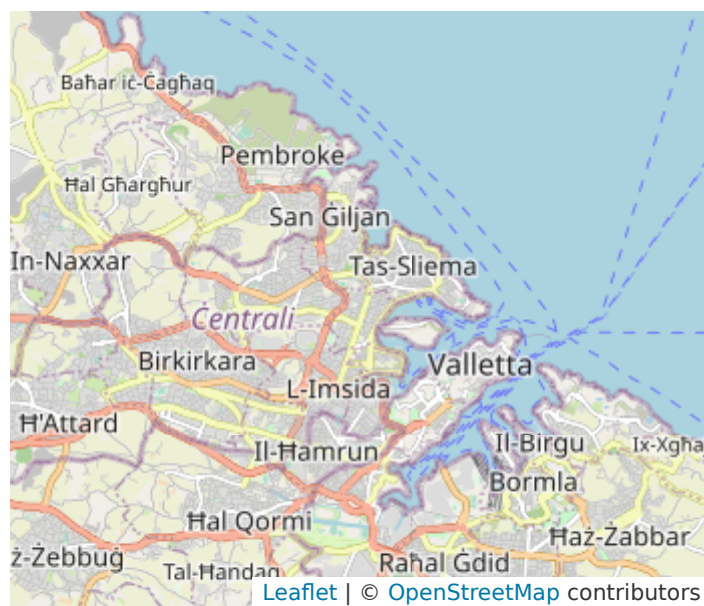 Baħar iċ-Ċagħaq
Pembroke
Ħal Għargħur
San Ġiljan
In-Naxxar
Tas-Sliema
Ċentrali
Birkirkara
Valletta
L-Imsida
Ħ'Attard
Il-Ħamrun
Il-Birgu
Ix-Xgħa
Bormla
Ħal Qormi
Ħaż-Żabbar
ż-Żebbuġ
Raħal Ġdid
Tal-Ħandaq
Leaflet | © OpenStreetMap contributors